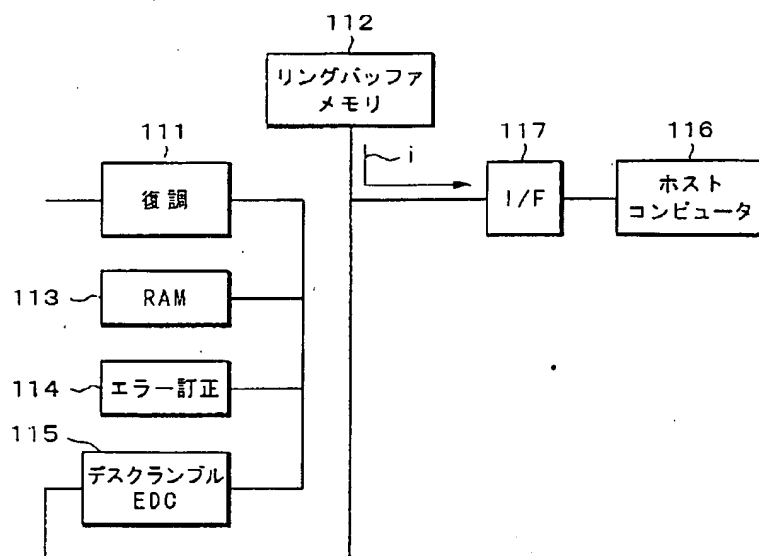 112
リングバッファ
メモリ
111
復調
i
117
I/F
116
ホスト
コンピュータ
113
RAM
114
エラー訂正
115
デスクランブル
EDC